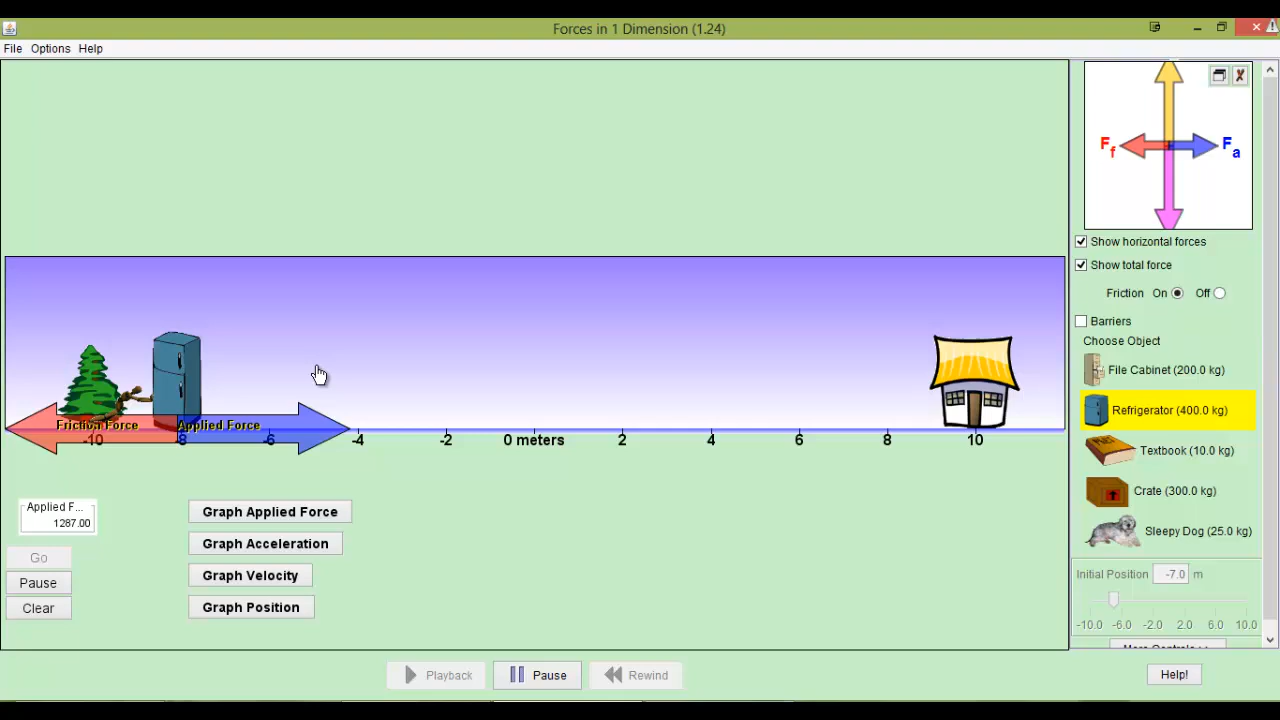 Forces in 1 Dimension (1.24)
File Options Help
Ff Fa
Show horizontal forces
Show total force
Friction On Off
Barriers
Choose Object
File Cabinet (200.0 kg)
Refrigerator (400.0 kg)
Textbook (10.0 kg)
Crate (300.0 kg)
Sleepy Dog (25.0 kg)
Initial Position -7.0 m
-10.0 -6.0 -2.0 2.0 6.0 10.0
More Controls >>
Help!
Friction Force Applied Force
-10 -8 -6 -4 -2 0 meters 2 4 6 8 10
Applied F...
1287.00
Go
Pause
Clear
Graph Applied Force
Graph Acceleration
Graph Velocity
Graph Position
Playback Pause Rewind